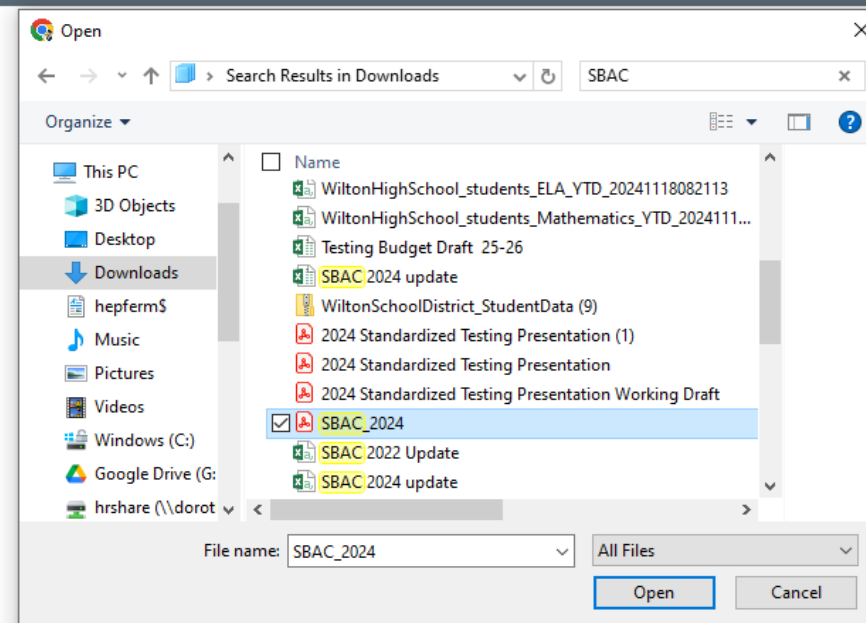 Open
Search Results in Downloads
SBAC
Organize
This PC
3D Objects
Desktop
Downloads
hepferm$
Music
Pictures
Videos
Windows (C:)
Google Drive (G:
hrshare (\\dorot
Name
WiltonHighSchool_students_ELA_YTD_20241118082113
WiltonHighSchool_students_Mathematics_YTD_2024111...
Testing Budget Draft 25-26
SBAC 2024 update
WiltonSchoolDistrict_StudentData (9)
2024 Standardized Testing Presentation (1)
2024 Standardized Testing Presentation
2024 Standardized Testing Presentation Working Draft
SBAC_2024
SBAC 2022 Update
SBAC 2024 update
File name:
SBAC_2024
All Files
Open
Cancel